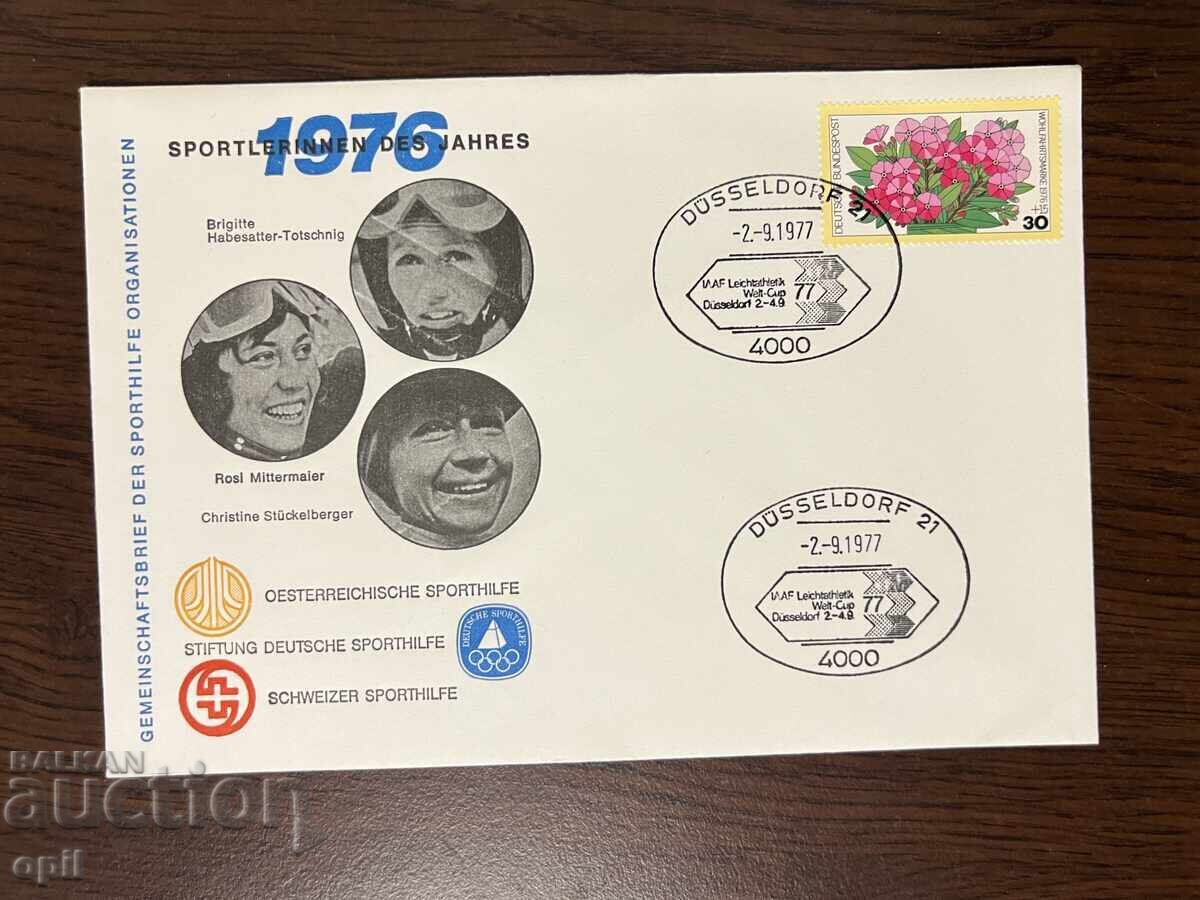 GEMEINSCHAFTSBRIEF DER SPORTHILFE ORGANISATIONEN
1976
SPORTLERINNEN DES JAHRES
Brigitte
Habesatter-Totschnig
Rosi Mittermaier
Christine Stückelberger
OESTERREICHISCHE SPORTHILFE
STIFTUNG DEUTSCHE SPORTHILFE
DEUTSCHE SPORTHILFE
SCHWEIZER SPORTHILFE
DEUTSCHE BUNDESPOST
WOHLFAHRTSMARKE 1976
+15
30
DÜSSELDORF 21
-2.-9.1977
IAAF Leichtathletik
Welt-Cup 77
Düsseldorf 2.-4.9.
4000
DÜSSELDORF 21
-2.-9.1977
IAAF Leichtathletik
Welt-Cup 77
Düsseldorf 2.-4.9.
4000
BALKAN
auction
opil